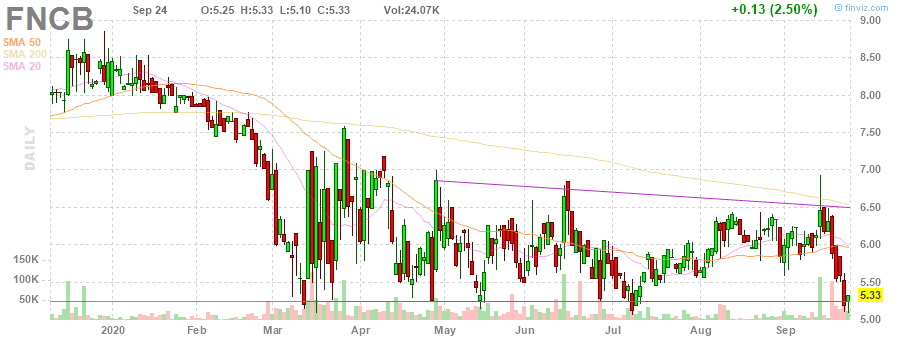 © finviz.com
FNCB Sep 24 O:5.25 H:5.33 L:5.10 C:5.33 Vol:24.07K +0.13 (2.50%)
SMA 50
SMA 200
SMA 20
DAILY
9.00
8.50
8.00
7.50
7.00
6.50
6.00
5.50
5.33
5.00
150K
100K
50K
2020 Feb Mar Apr May Jun Jul Aug Sep